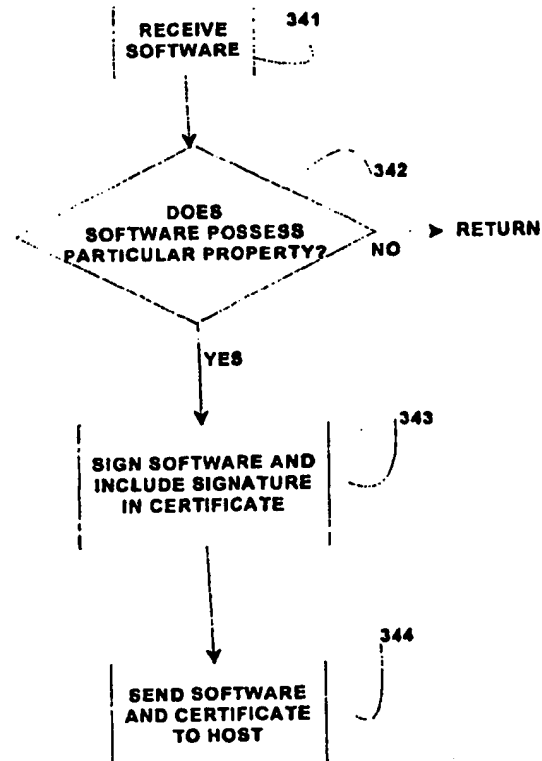 RECEIVE
SOFTWARE
341
342
DOES
SOFTWARE POSSESS
PARTICULAR PROPERTY?
NO
RETURN
YES
343
SIGN SOFTWARE AND
INCLUDE SIGNATURE
IN CERTIFICATE
344
SEND SOFTWARE
AND CERTIFICATE
TO HOST